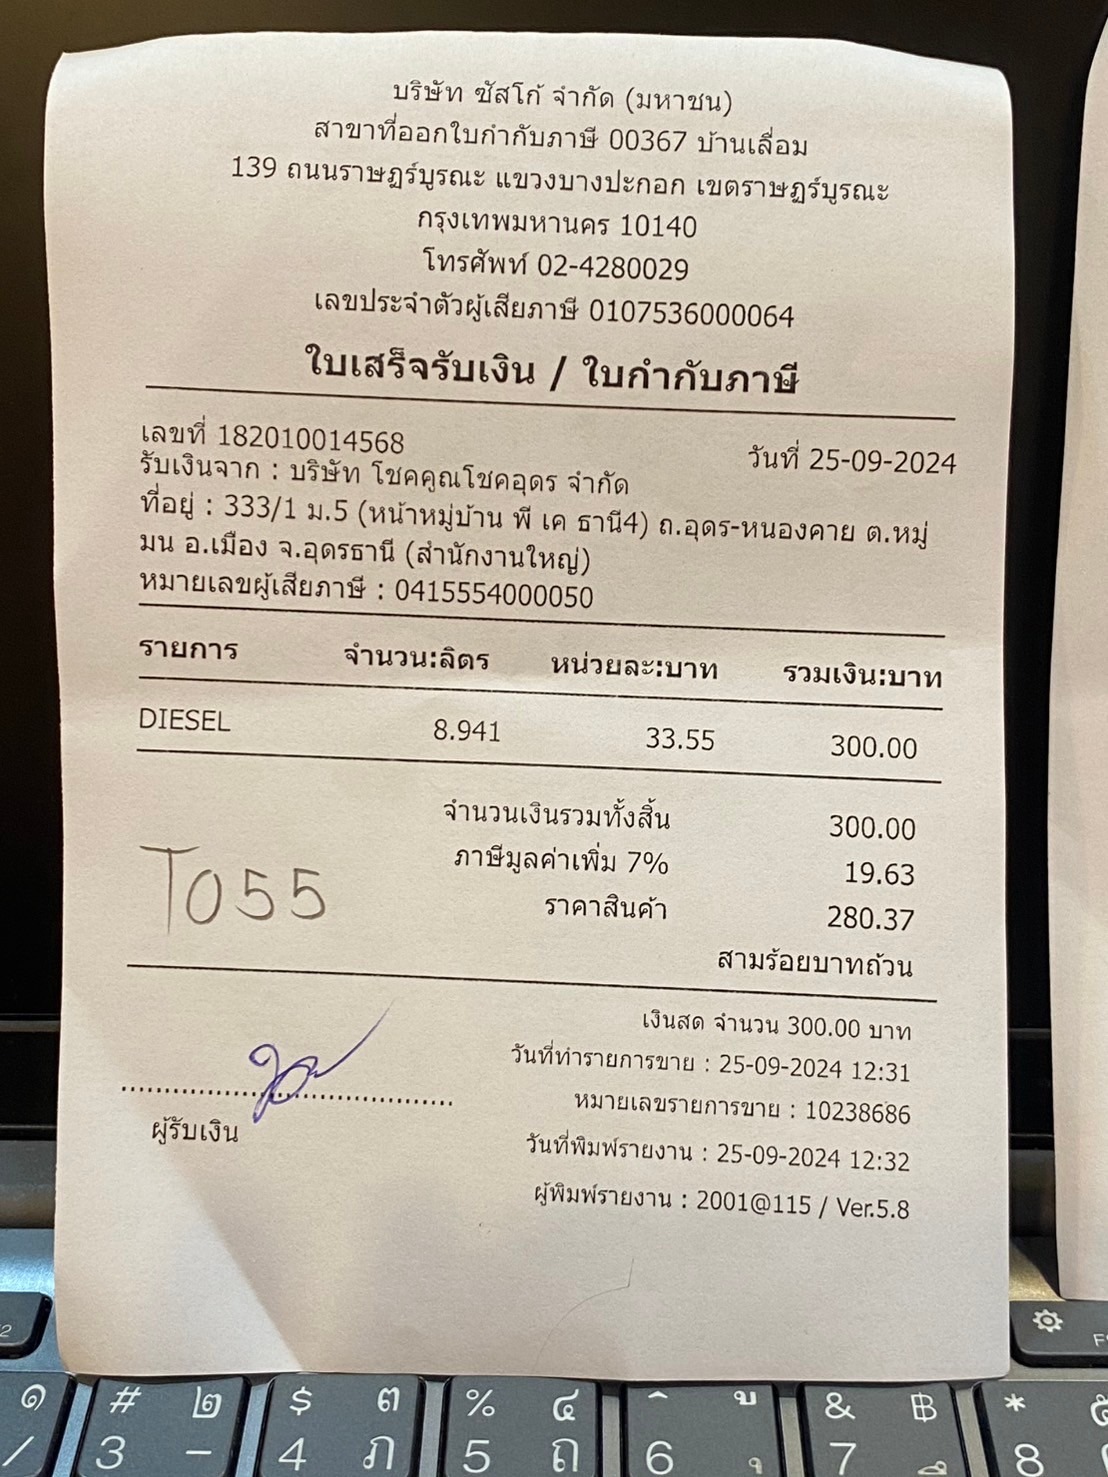 บริษัท ซัสโก้ จำกัด (มหาชน)
สาขาที่ออกใบกำกับภาษี 00367 บ้านเลื่อม
139 ถนนราษฎร์บูรณะ แขวงบางปะกอก เขตราษฎร์บูรณะ
กรุงเทพมหานคร 10140
โทรศัพท์ 02-4280029
เลขประจำตัวผู้เสียภาษี 0107536000064
ใบเสร็จรับเงิน / ใบกำกับภาษี
เลขที่ 182010014568 วันที่ 25-09-2024
รับเงินจาก : บริษัท โชคคูณโชคอุดร จำกัด
ที่อยู่ : 333/1 ม.5 (หน้าหมู่บ้าน พี เค ธานี4) ถ.อุดร-หนองคาย ต.หมู่
มน อ.เมือง จ.อุดรธานี (สำนักงานใหญ่)
หมายเลขผู้เสียภาษี : 0415554000050
รายการ จำนวน:ลิตร หน่วยละ:บาท รวมเงิน:บาท
DIESEL 8.941 33.55 300.00
จำนวนเงินรวมทั้งสิ้น 300.00
ภาษีมูลค่าเพิ่ม 7% 19.63
T055
ราคาสินค้า 280.37
สามร้อยบาทถ้วน
เงินสด จำนวน 300.00 บาท
วันที่ทำรายการขาย : 25-09-2024 12:31
หมายเลขรายการขาย : 10238686
ผู้รับเงิน
วันที่พิมพ์รายงาน : 25-09-2024 12:32
ผู้พิมพ์รายงาน : 2001@115 / Ver.5.8
๑ # ๒ $ ๓ % ๔ ^ ู & ฿ *
/ 3 - 4 ภ 5 ถ 6 ุ 7 ึ 8